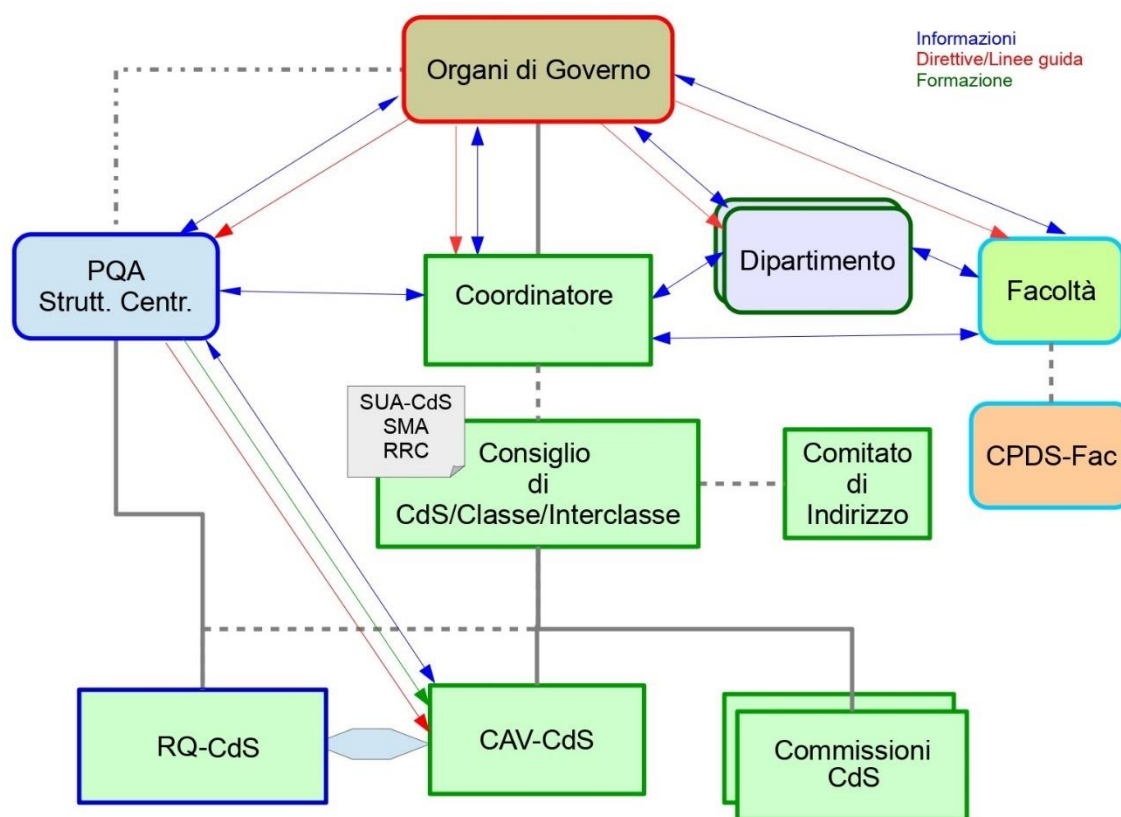 Organi di Governo
Informazioni
Direttive/Linee guida
Formazione
PQA
Strutt. Centr.
Coordinatore
Dipartimento
Facoltà
SUA-CdS
SMA
RRC
Consiglio
di
CdS/Classe/Interclasse
Comitato
di
Indirizzo
CPDS-Fac
RQ-CdS
CAV-CdS
Commissioni
CdS